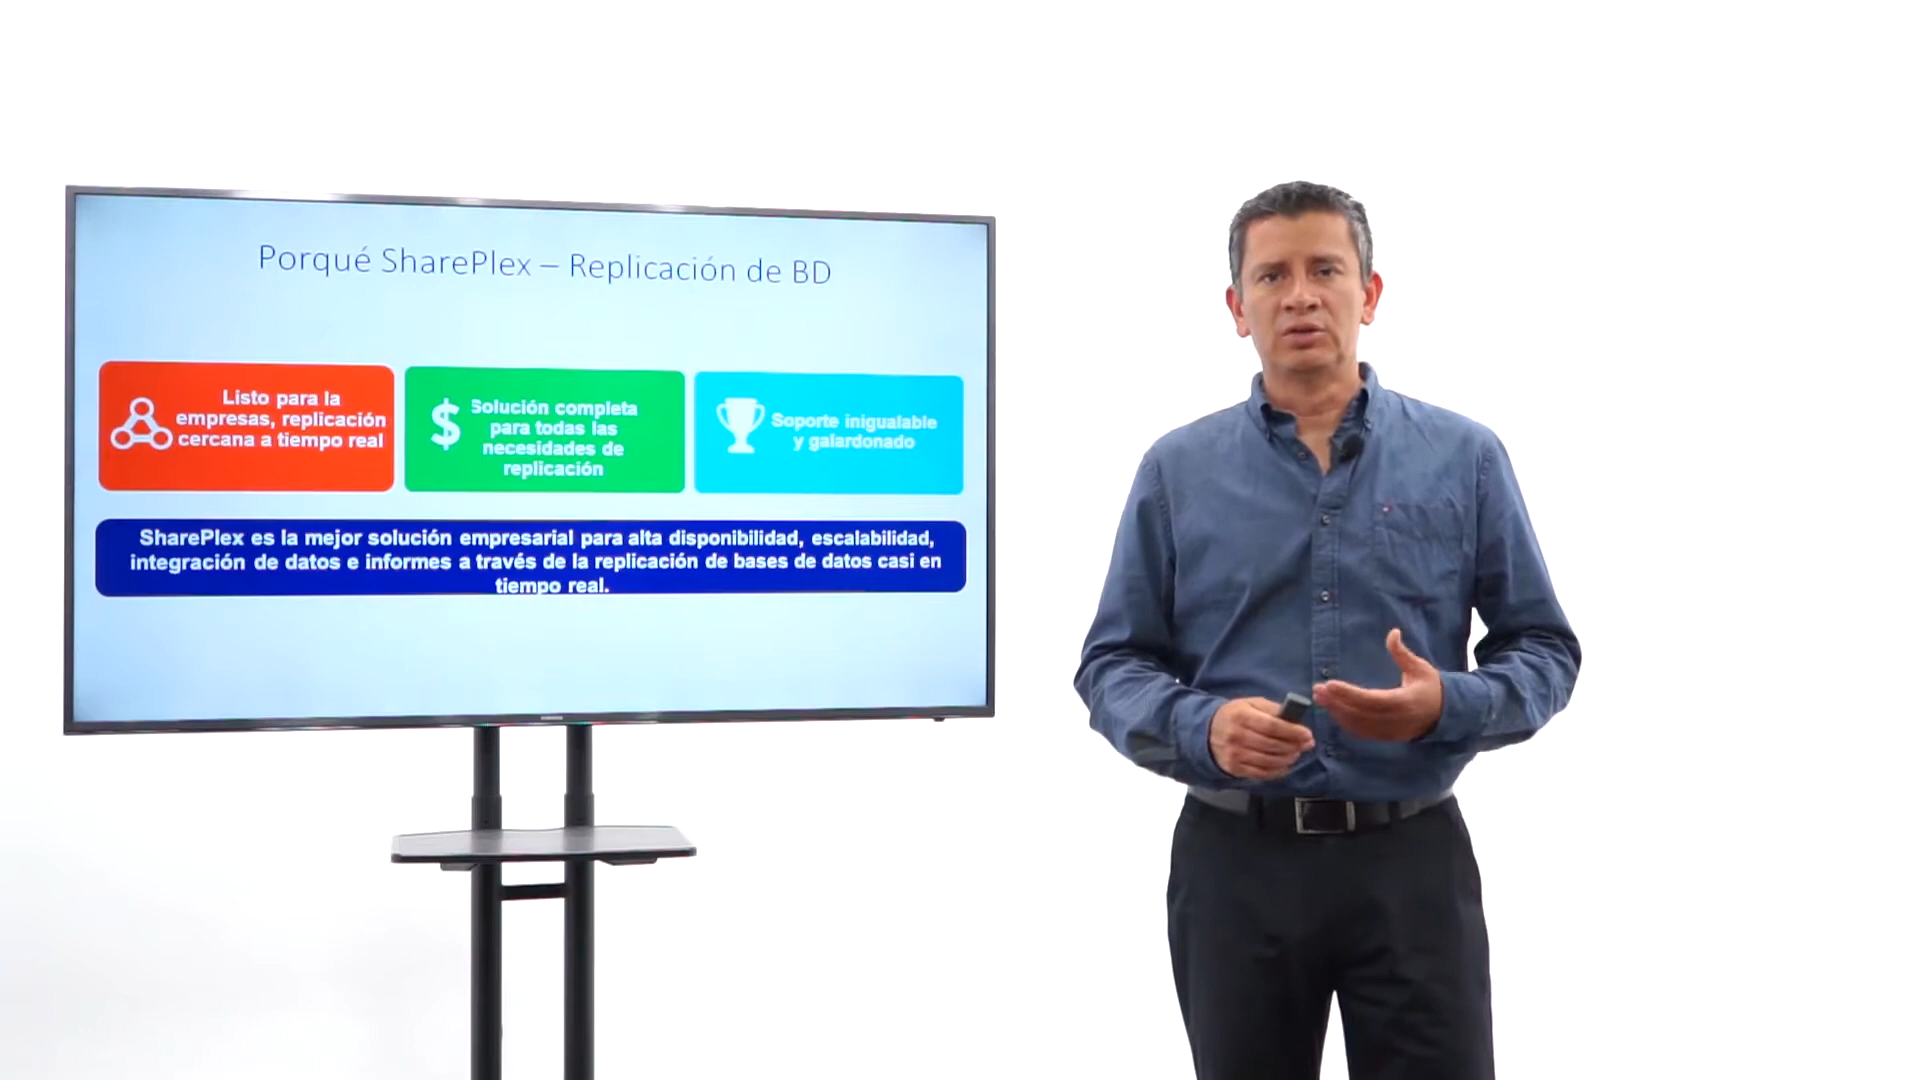 Porqué SharePlex – Replicación de BD
Listo para la
empresas, replicación
cercana a tiempo real
$ Solución completa
para todas las
necesidades de
replicación
Soporte inigualable
y galardonado
SharePlex es la mejor solución empresarial para alta disponibilidad, escalabilidad,
integración de datos e informes a través de la replicación de bases de datos casi en
tiempo real.